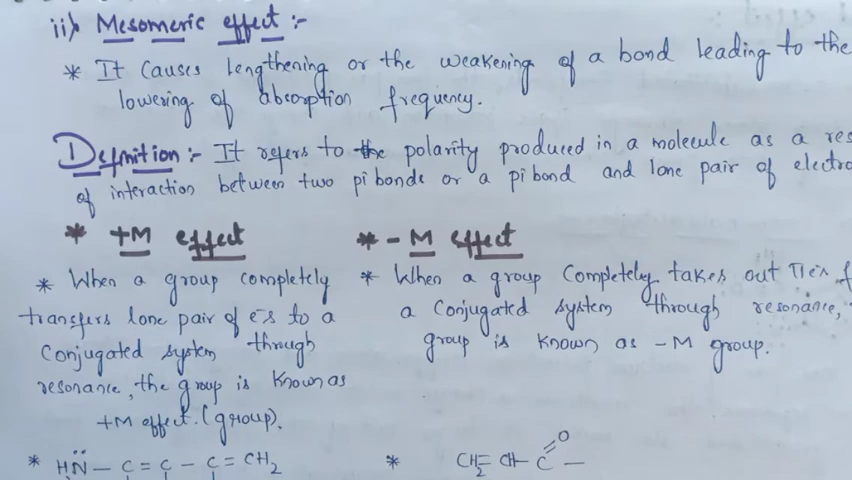 ii) Mesomeric effect :-
* It causes lengthening or the weakening of a bond leading to the
lowering of absorption frequency.
Definition :- It refers to the polarity produced in a molecule as a res
of interaction between two pi bonds or a pi bond and lone pair of electro
* +M effect
* When a group completely
transfers lone pair of e⁻s to a
conjugated system through
resonance, the group is known as
+M effect. (group).
* HN̈ — C = C — C = CH₂
* - M effect
* When a group completely takes out
a conjugated system through resonance,
group is known as -M group.
* CH₂ = CH — C —
O